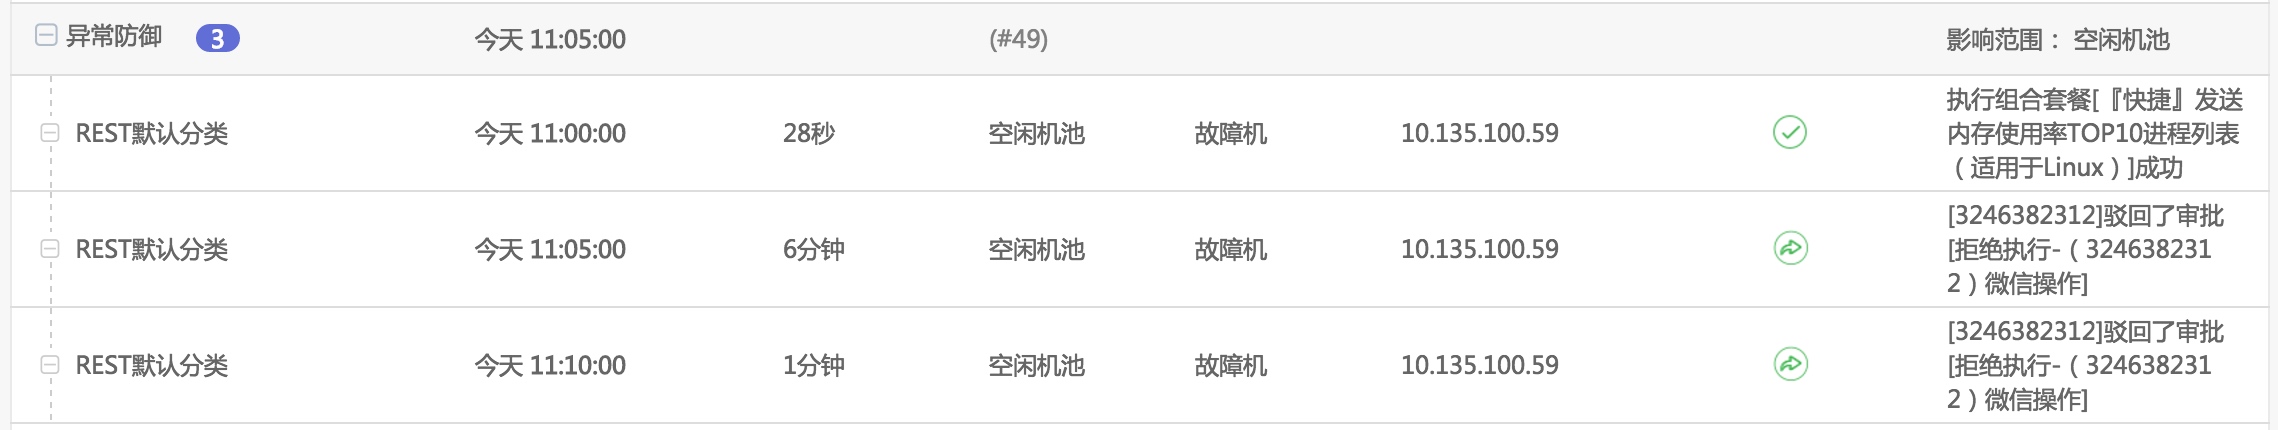 异常防御 3 今天 11:05:00 (#49) 影响范围： 空闲机池
REST默认分类 今天 11:00:00 28秒 空闲机池 故障机 10.135.100.59 执行组合套餐[『快捷』发送
内存使用率TOP10进程列表
（适用于Linux）]成功
REST默认分类 今天 11:05:00 6分钟 空闲机池 故障机 10.135.100.59 [3246382312]驳回了审批
[拒绝执行-（324638231
2）微信操作]
REST默认分类 今天 11:10:00 1分钟 空闲机池 故障机 10.135.100.59 [3246382312]驳回了审批
[拒绝执行-（324638231
2）微信操作]